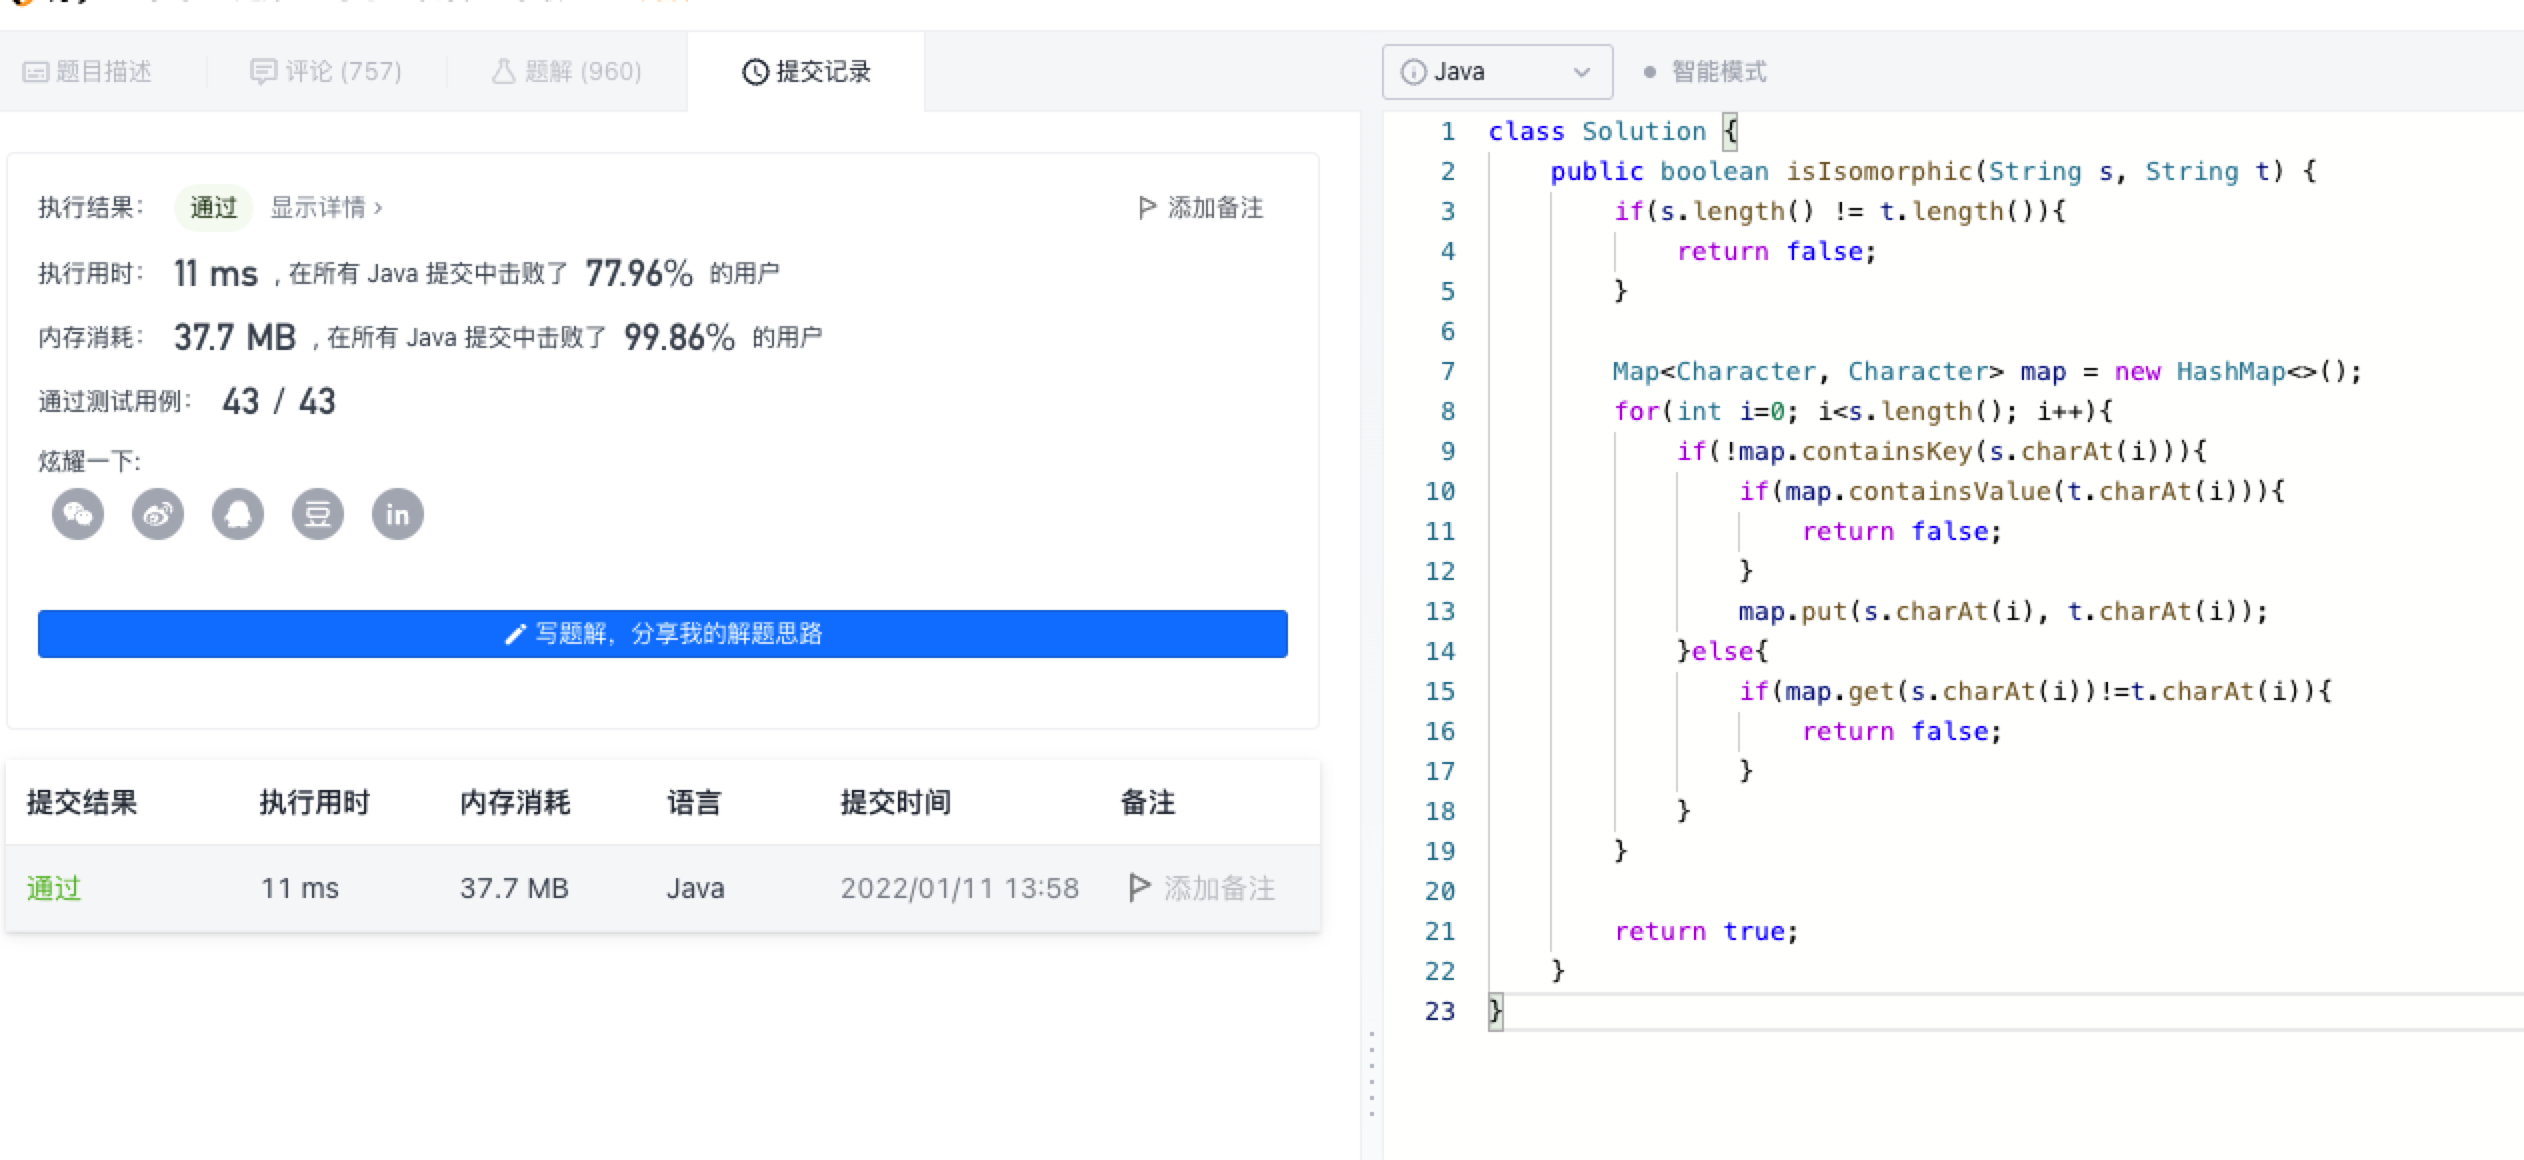 题目描述
评论 (757)
题解 (960)
提交记录
执行结果：
通过
显示详情 ›
添加备注
执行用时：
11 ms , 在所有 Java 提交中击败了 77.96% 的用户
内存消耗：
37.7 MB , 在所有 Java 提交中击败了 99.86% 的用户
通过测试用例：
43 / 43
炫耀一下:
豆
in
写题解，分享我的解题思路
提交结果 执行用时 内存消耗 语言 提交时间 备注
通过 11 ms 37.7 MB Java 2022/01/11 13:58 添加备注
Java
智能模式
1 class Solution {
2     public boolean isIsomorphic(String s, String t) {
3         if(s.length() != t.length()){
4             return false;
5         }
6
7         Map<Character, Character> map = new HashMap<>();
8         for(int i=0; i<s.length(); i++){
9             if(!map.containsKey(s.charAt(i))){
10                 if(map.containsValue(t.charAt(i))){
11                     return false;
12                 }
13                 map.put(s.charAt(i), t.charAt(i));
14             }else{
15                 if(map.get(s.charAt(i))!=t.charAt(i)){
16                     return false;
17                 }
18             }
19         }
20
21         return true;
22     }
23 }